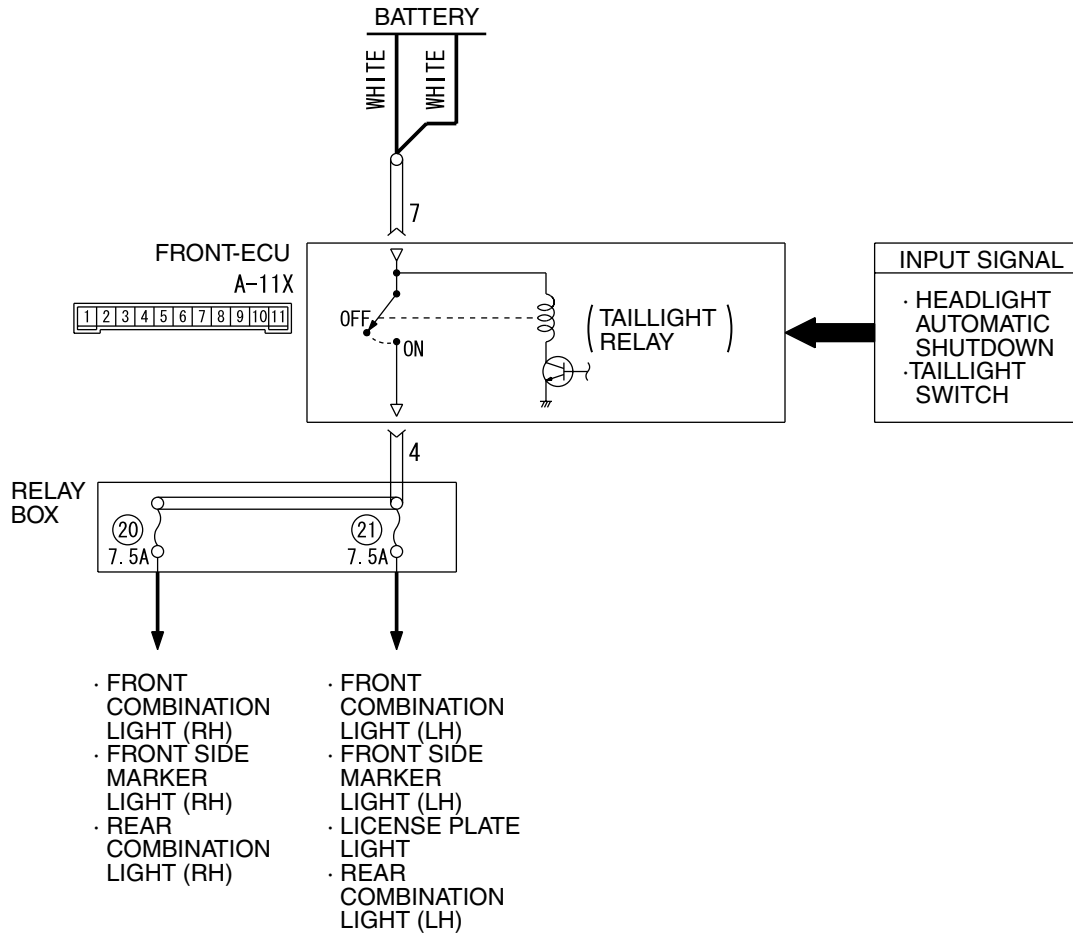 BATTERY
WHITE
WHITE
7
FRONT-ECU
A-11X
1 2 3 4 5 6 7 8 9 10 11
OFF
ON
( TAILLIGHT
RELAY )
INPUT SIGNAL
· HEADLIGHT
AUTOMATIC
SHUTDOWN
·TAILLIGHT
SWITCH
4
RELAY
BOX
20
7.5A
21
7.5A
· FRONT
COMBINATION
LIGHT (RH)
· FRONT SIDE
MARKER
LIGHT (RH)
· REAR
COMBINATION
LIGHT (RH)
· FRONT
COMBINATION
LIGHT (LH)
· FRONT SIDE
MARKER
LIGHT (LH)
· LICENSE PLATE
LIGHT
· REAR
COMBINATION
LIGHT (LH)